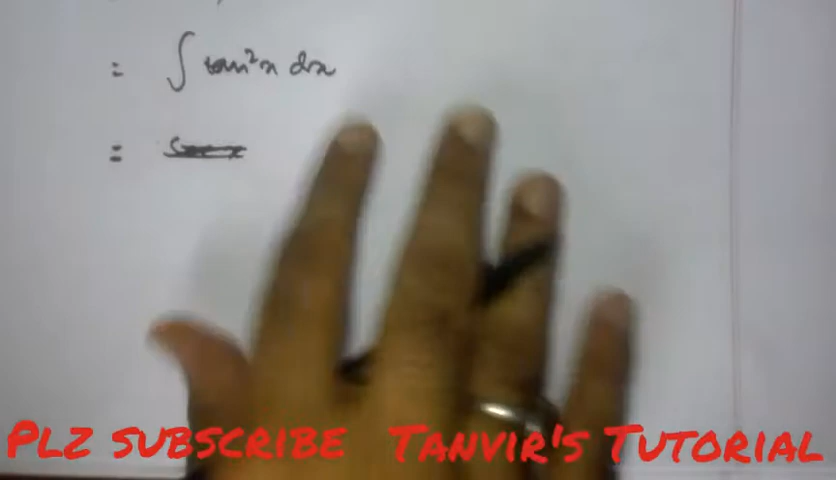 = ∫ tan²x dx
=
Plz subscribe Tanvir's Tutorial